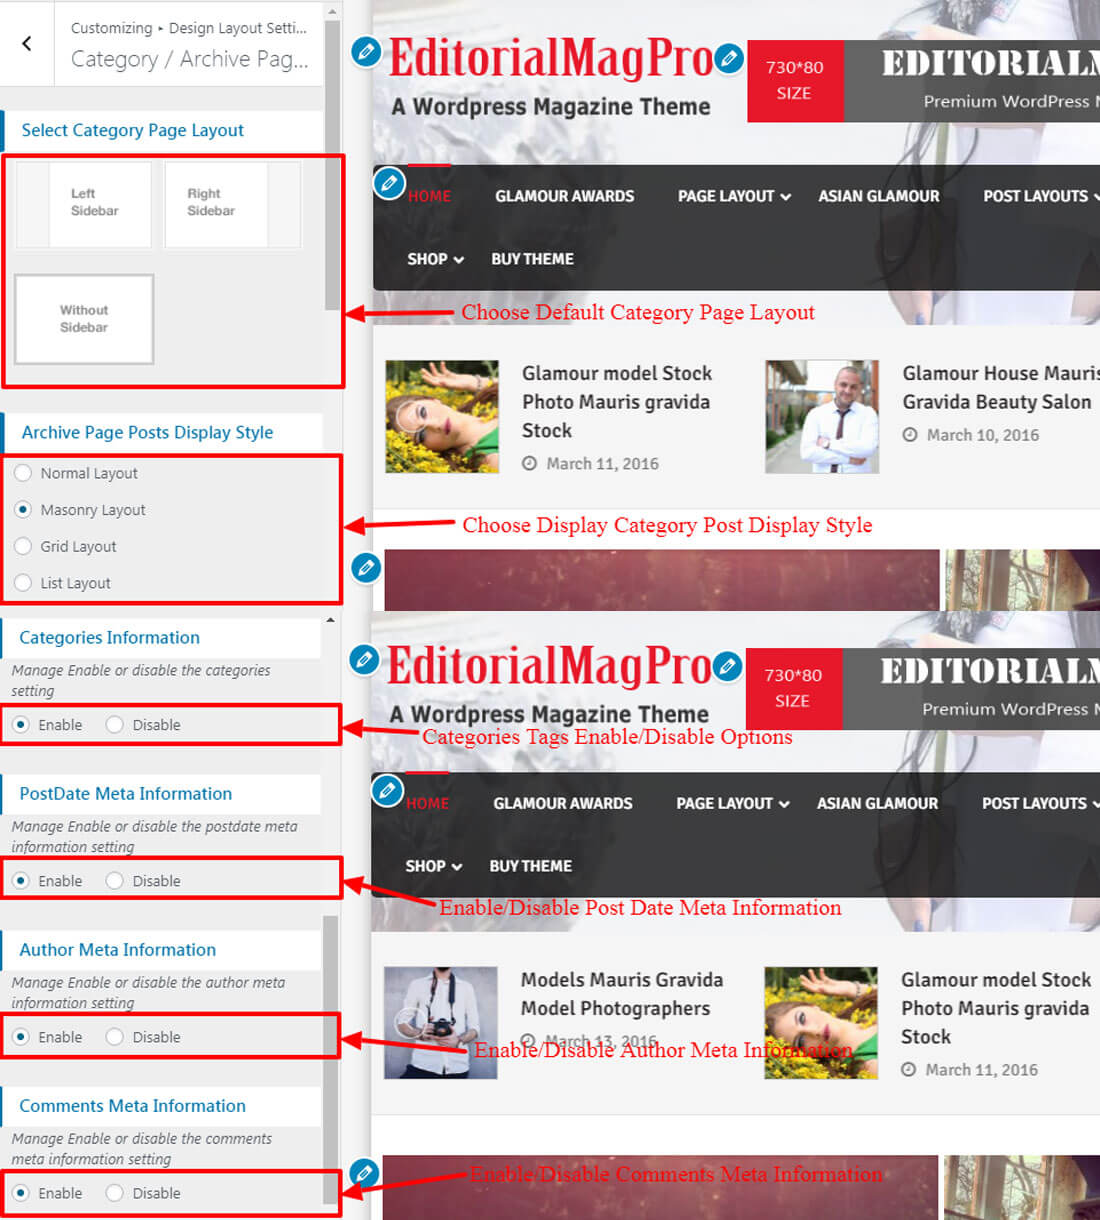 Customizing ▸ Design Layout Setti...
Category / Archive Pag...
Select Category Page Layout
Left
Sidebar
Right
Sidebar
Without
Sidebar
Archive Page Posts Display Style
Normal Layout
Masonry Layout
Grid Layout
List Layout
EditorialMagPro
A Wordpress Magazine Theme
730*80
SIZE
EDITORIALM
Premium WordPress M
HOME
GLAMOUR AWARDS
PAGE LAYOUT
ASIAN GLAMOUR
POST LAYOUTS
SHOP
BUY THEME
Choose Default Category Page Layout
Glamour model Stock
Photo Mauris gravida
Stock
March 11, 2016
Glamour House Mauris
Gravida Beauty Salon
March 10, 2016
Choose Display Category Post Display Style
Categories Information
Manage Enable or disable the categories
setting
Enable
Disable
PostDate Meta Information
Manage Enable or disable the postdate meta
information setting
Enable
Disable
Author Meta Information
Manage Enable or disable the author meta
information setting
Enable
Disable
Comments Meta Information
Manage Enable or disable the comments
meta information setting
Enable
Disable
EditorialMagPro
A Wordpress Magazine Theme
730*80
SIZE
EDITORIALM
Premium WordPress M
Categories Tags Enable/Disable Options
HOME
GLAMOUR AWARDS
PAGE LAYOUT
ASIAN GLAMOUR
POST LAYOUTS
SHOP
BUY THEME
Enable/Disable Post Date Meta Information
Models Mauris Gravida
Model Photographers
March 13, 2016
Glamour model Stock
Photo Mauris gravida
Stock
March 11, 2016
Enable/Disable Author Meta Information
Enable/Disable Comments Meta Information